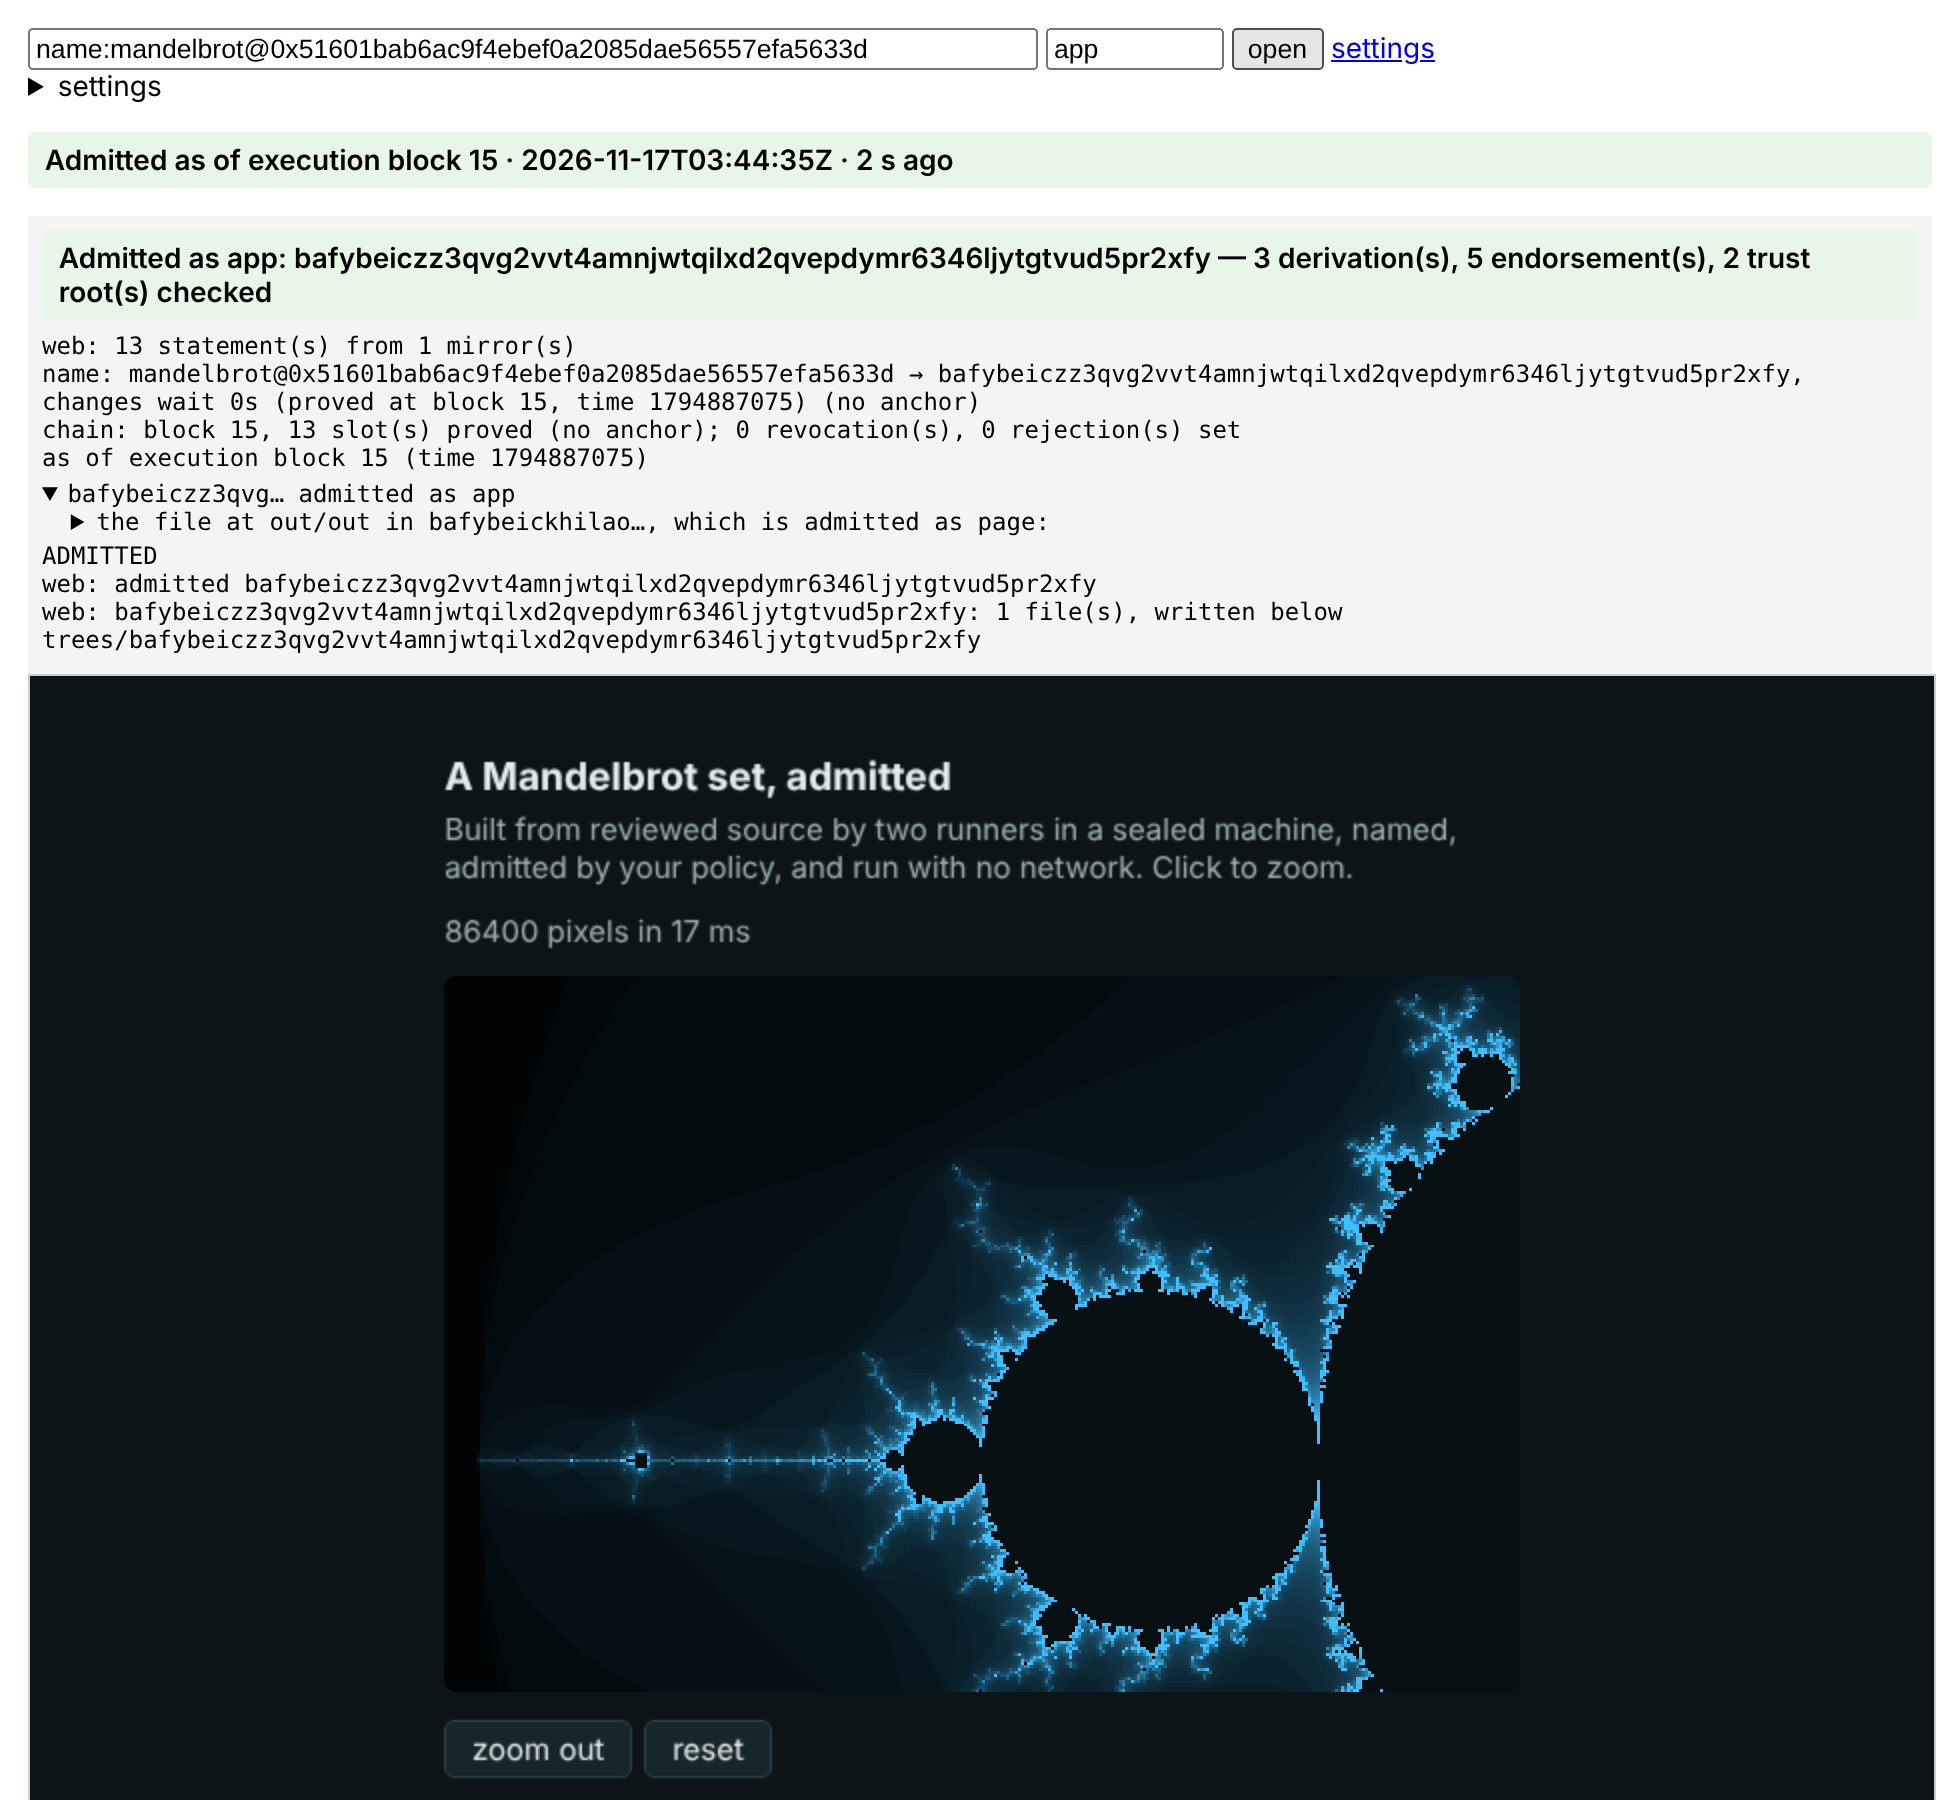 name:mandelbrot@0x51601bab6ac9f4ebef0a2085dae56557efa5633d app open settings
▶ settings
Admitted as of execution block 15 · 2026-11-17T03:44:35Z · 2 s ago
Admitted as app: bafybeiczz3qvg2vvt4amnjwtqilxd2qvepdymr6346ljytgtvud5pr2xfy — 3 derivation(s), 5 endorsement(s), 2 trust
root(s) checked
web: 13 statement(s) from 1 mirror(s)
name: mandelbrot@0x51601bab6ac9f4ebef0a2085dae56557efa5633d → bafybeiczz3qvg2vvt4amnjwtqilxd2qvepdymr6346ljytgtvud5pr2xfy,
changes wait 0s (proved at block 15, time 1794887075) (no anchor)
chain: block 15, 13 slot(s) proved (no anchor); 0 revocation(s), 0 rejection(s) set
as of execution block 15 (time 1794887075)
▼ bafybeiczz3qvg… admitted as app
▶ the file at out/out in bafybeickhilao…, which is admitted as page:
ADMITTED
web: admitted bafybeiczz3qvg2vvt4amnjwtqilxd2qvepdymr6346ljytgtvud5pr2xfy
web: bafybeiczz3qvg2vvt4amnjwtqilxd2qvepdymr6346ljytgtvud5pr2xfy: 1 file(s), written below
trees/bafybeiczz3qvg2vvt4amnjwtqilxd2qvepdymr6346ljytgtvud5pr2xfy
A Mandelbrot set, admitted
Built from reviewed source by two runners in a sealed machine, named,
admitted by your policy, and run with no network. Click to zoom.
86400 pixels in 17 ms
zoom out reset